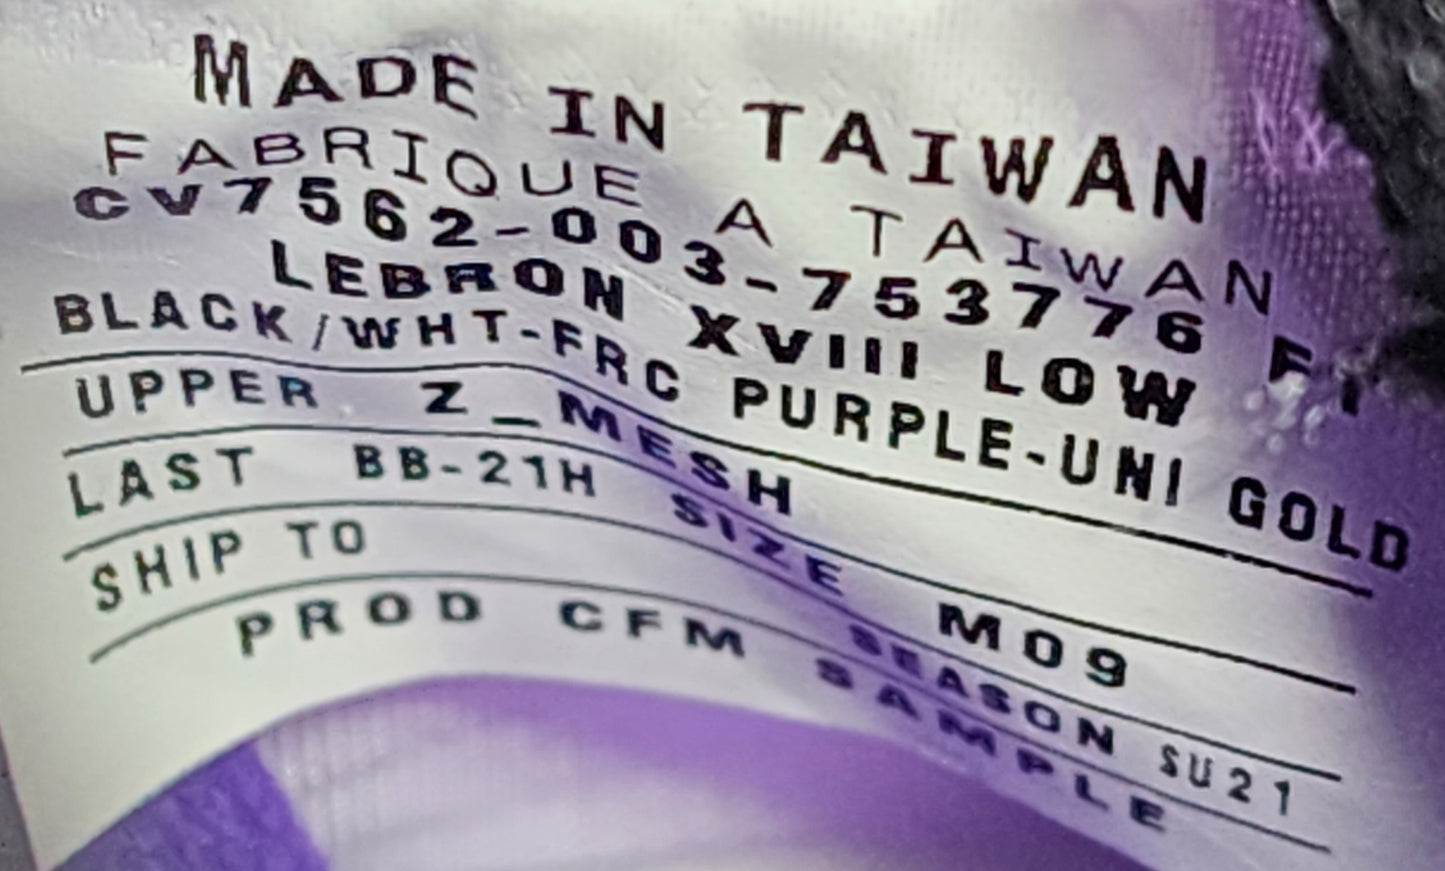 MADE IN TAIWAN
FABRIQUE A TAIWAN
CV7562-003-753776
LEBRON XVIII LOW
BLACK/WHT-FRC PURPLE-UNI GOLD
UPPER Z_MESH
LAST BB-21H SIZE M09
SHIP TO SEASON SU21
PROD CFM SAMPLE